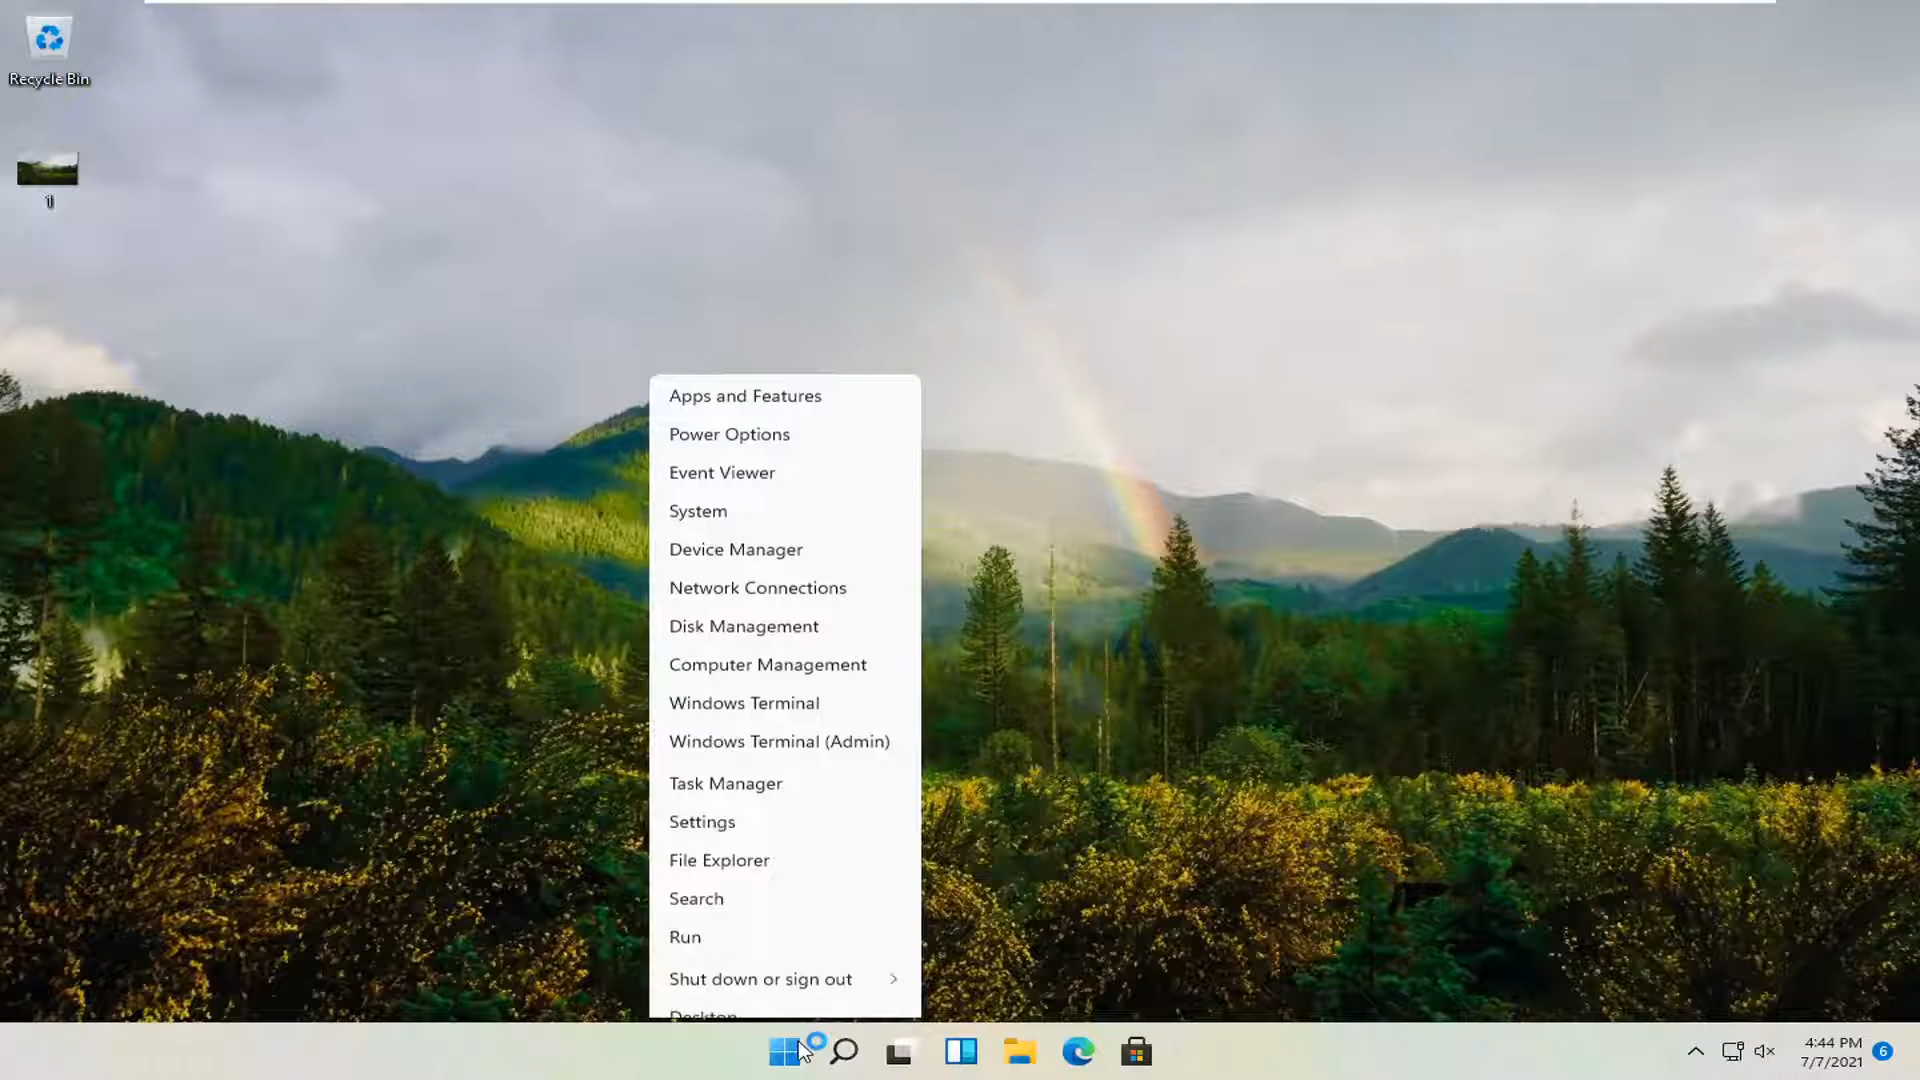 Recycle Bin
1
Apps and Features
Power Options
Event Viewer
System
Device Manager
Network Connections
Disk Management
Computer Management
Windows Terminal
Windows Terminal (Admin)
Task Manager
Settings
File Explorer
Search
Run
Shut down or sign out
Desktop
4:44 PM
7/7/2021
6